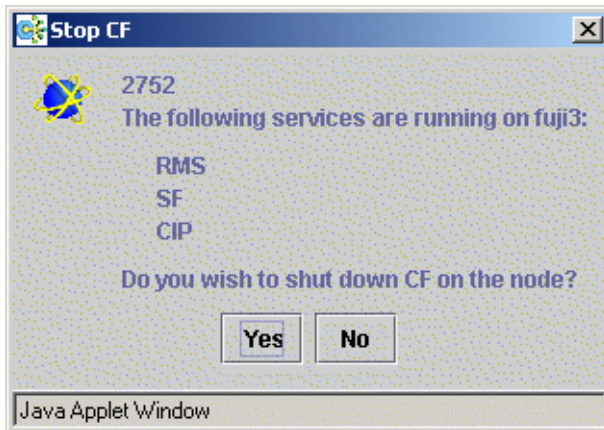 Stop CF
2752
The following services are running on fuji3:
RMS
SF
CIP
Do you wish to shut down CF on the node?
Yes
No
Java Applet Window